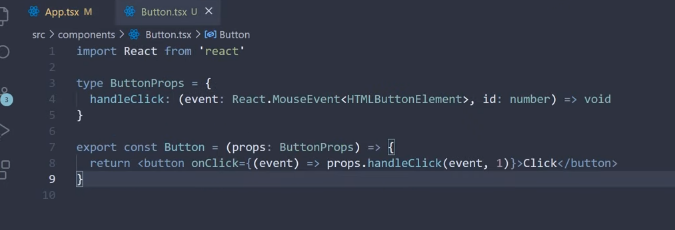 App.tsx M
Button.tsx U ×
src > components > Button.tsx > Button
1 import React from 'react'
2
3 type ButtonProps = {
4 handleClick: (event: React.MouseEvent<HTMLButtonElement>, id: number) => void
5 }
6
7 export const Button = (props: ButtonProps) => {
8 return <button onClick={(event) => props.handleClick(event, 1)}>Click</button>
9 }
10
3